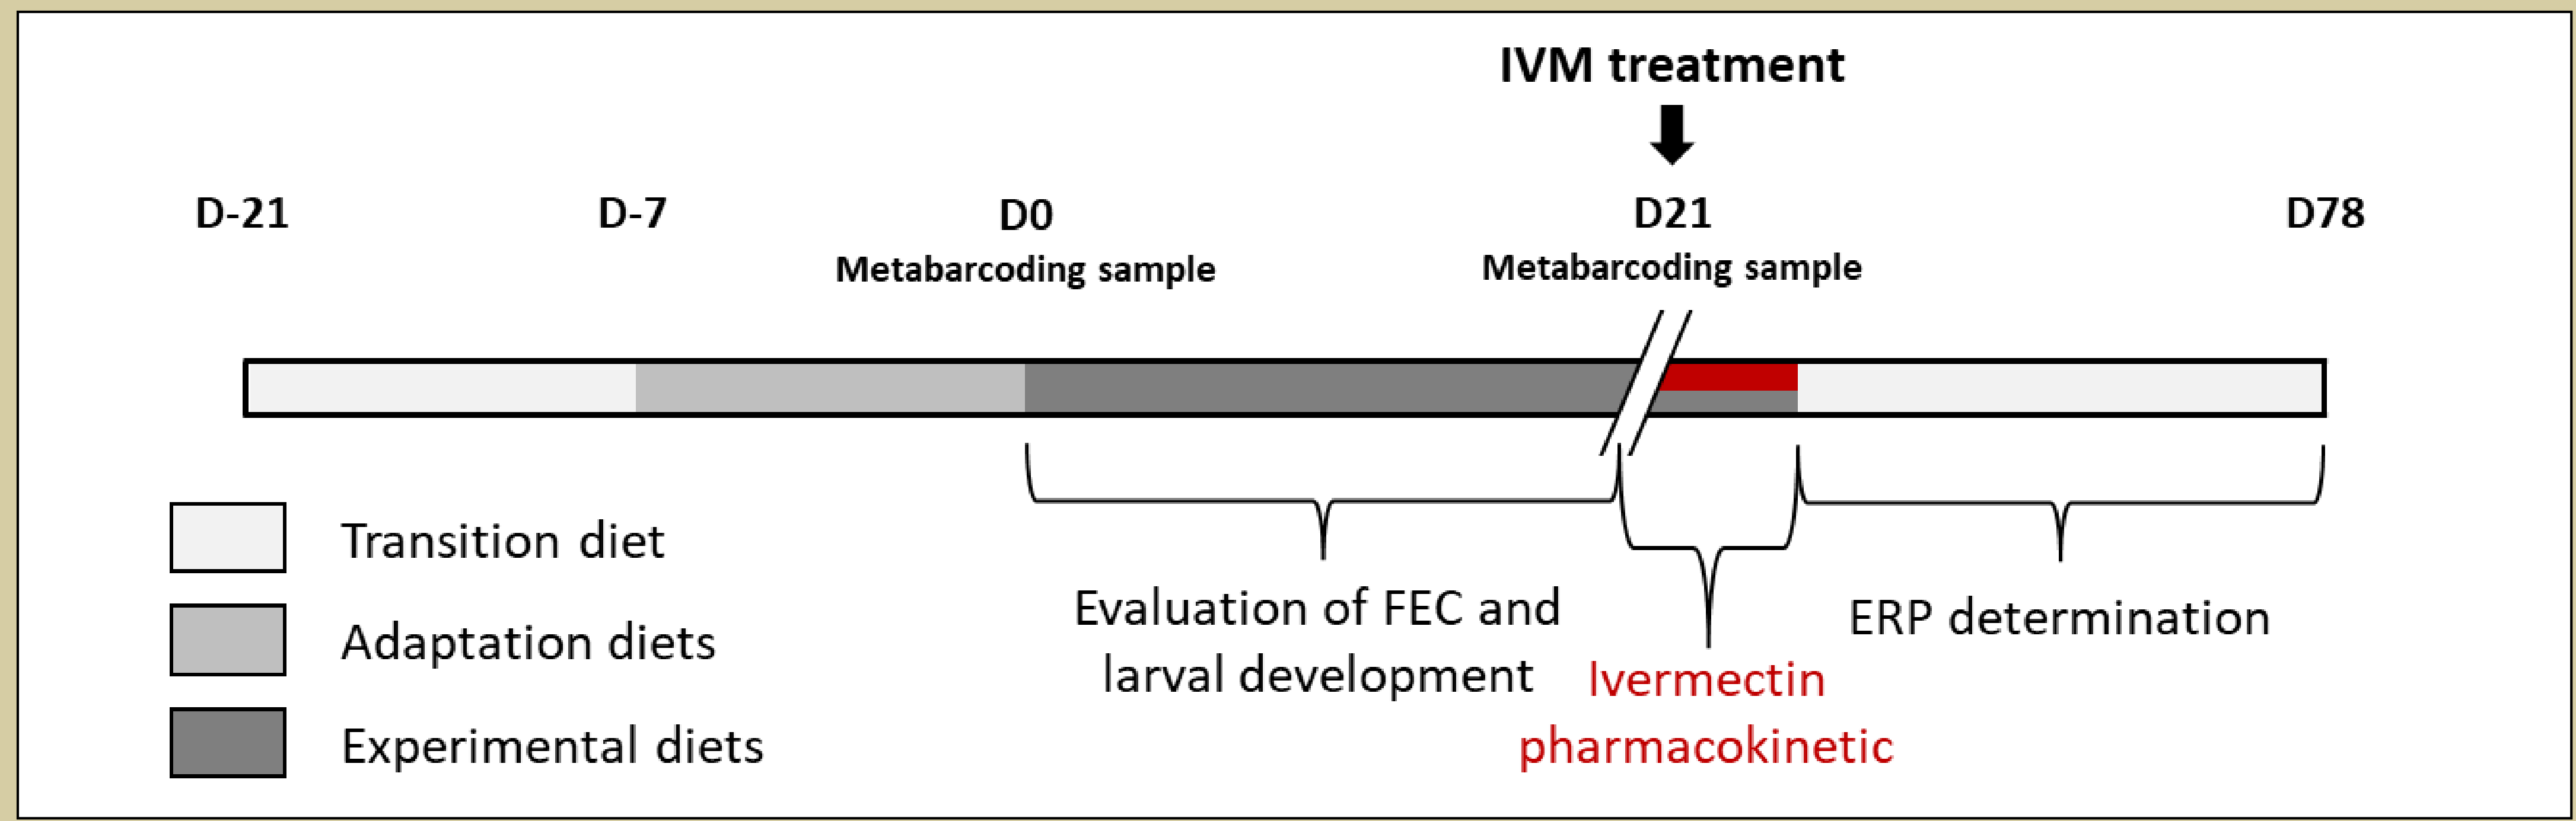 IVM treatment
D-21
D-7
D0
D21
D78
Metabarcoding sample
Metabarcoding sample
Transition diet
Adaptation diets
Experimental diets
Evaluation of FEC and
larval development
Ivermectin
pharmacokinetic
ERP determination